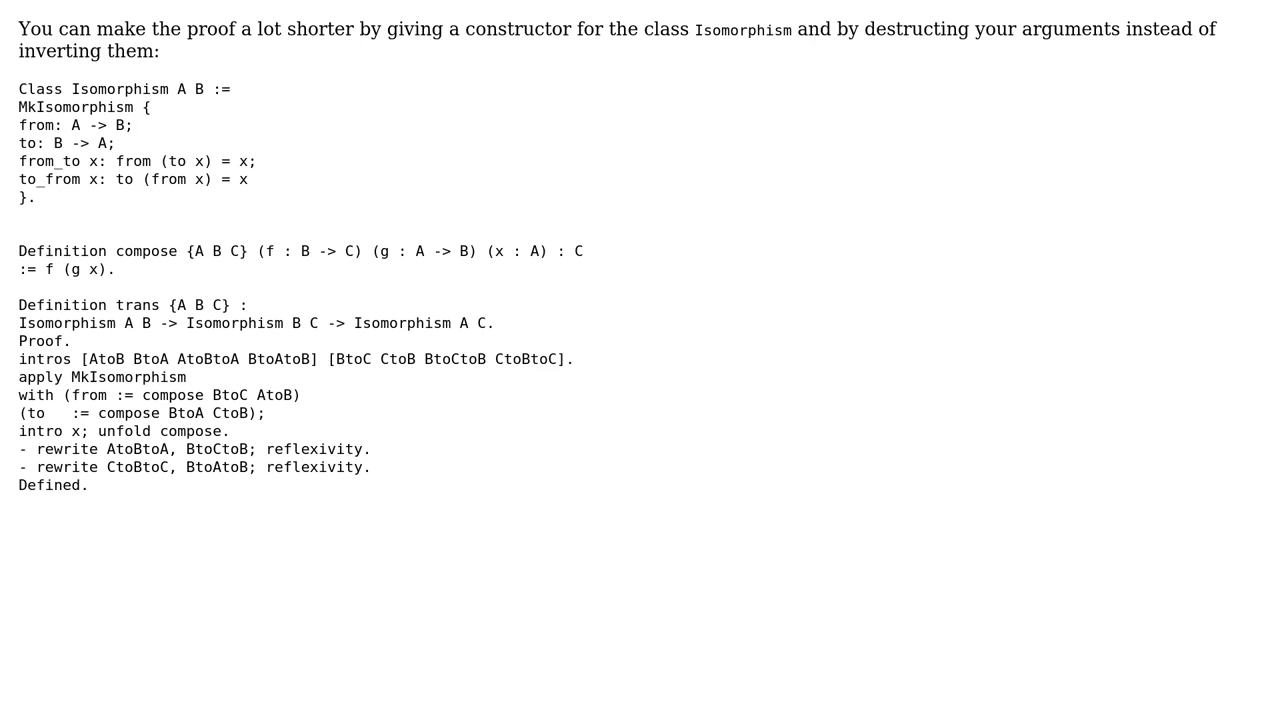 You can make the proof a lot shorter by giving a constructor for the class Isomorphism and by destructing your arguments instead of
inverting them:
Class Isomorphism A B :=
MkIsomorphism {
from: A -> B;
to: B -> A;
from_to x: from (to x) = x;
to_from x: to (from x) = x
}.
Definition compose {A B C} (f : B -> C) (g : A -> B) (x : A) : C
:= f (g x).
Definition trans {A B C} :
Isomorphism A B -> Isomorphism B C -> Isomorphism A C.
Proof.
intros [AtoB BtoA AtoBtoA BtoAtoB] [BtoC CtoB BtoCtoB CtoBtoC].
apply MkIsomorphism
with (from := compose BtoC AtoB)
(to   := compose BtoA CtoB);
intro x; unfold compose.
- rewrite AtoBtoA, BtoCtoB; reflexivity.
- rewrite CtoBtoC, BtoAtoB; reflexivity.
Defined.